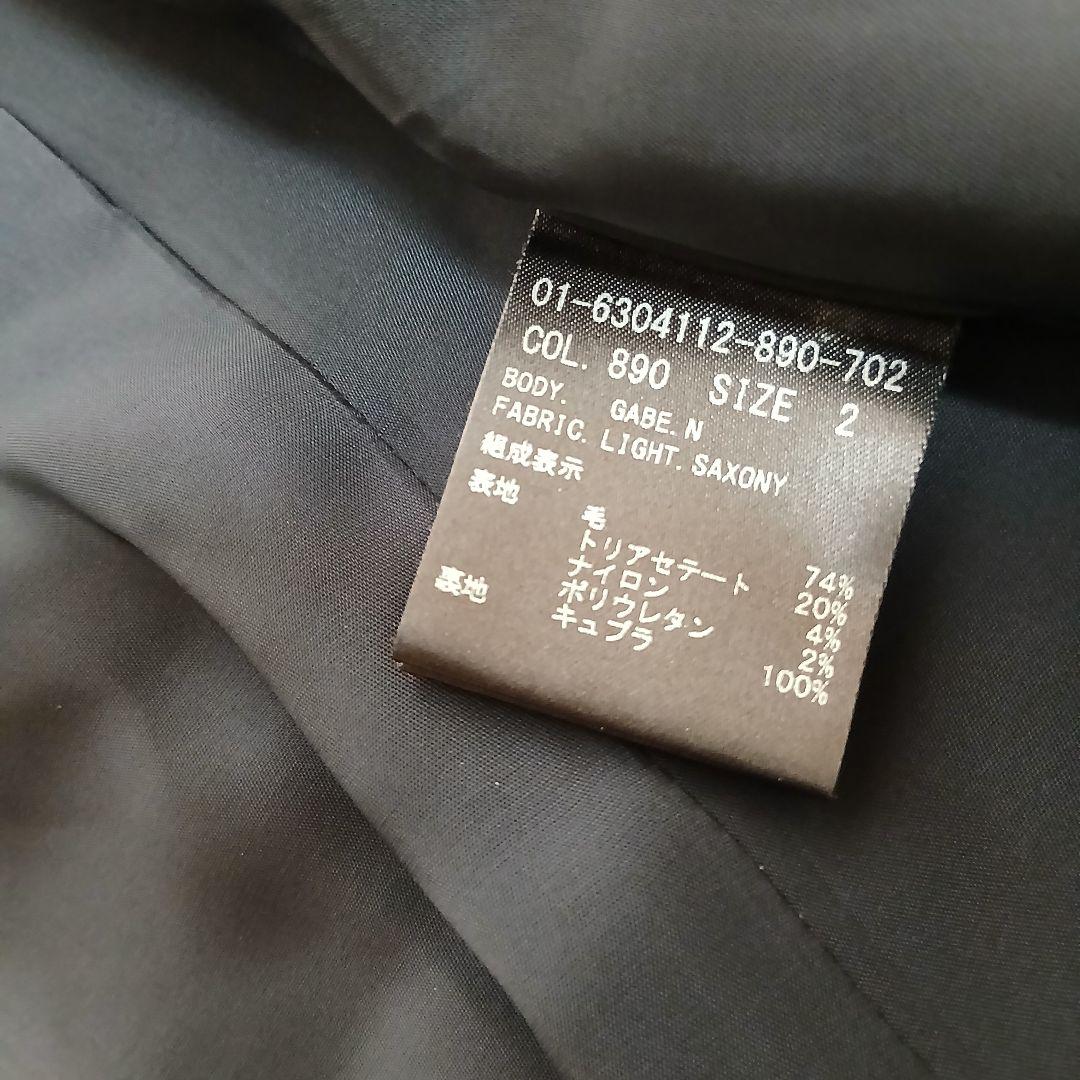 01-6304112-890-702
COL. 890 SIZE 2
BODY. GABE.N
FABRIC. LIGHT.SAXONY
組成表示
表地
毛 74%
トリアセテート 20%
ナイロン 4%
ポリウレタン 2%
裏地 キュプラ 100%